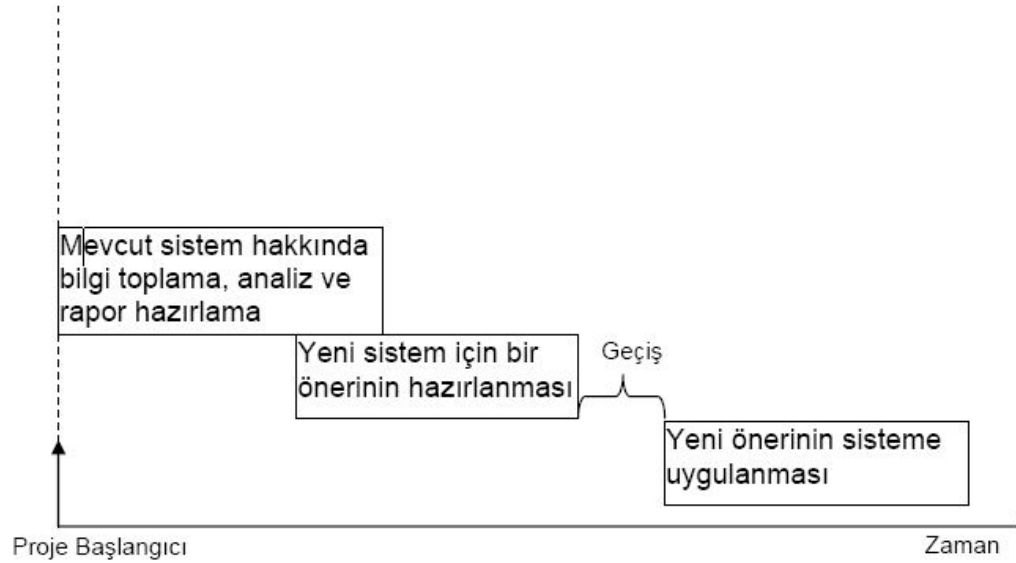 Mevcut sistem hakkında
bilgi toplama, analiz ve
rapor hazırlama
Yeni sistem için bir
önerinin hazırlanması
Geçiş
Yeni önerinin sisteme
uygulanması
Proje Başlangıcı
Zaman